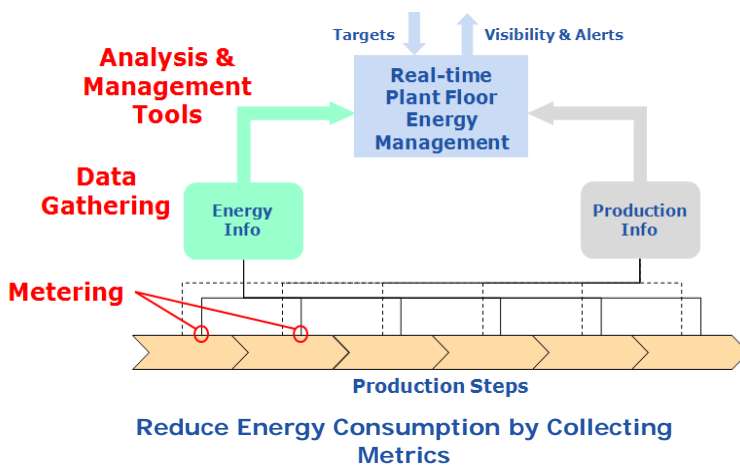 Targets
Visibility & Alerts
Analysis &
Management
Tools
Real-time
Plant Floor
Energy
Management
Data
Gathering
Energy
Info
Production
Info
Metering
Production Steps
Reduce Energy Consumption by Collecting
Metrics